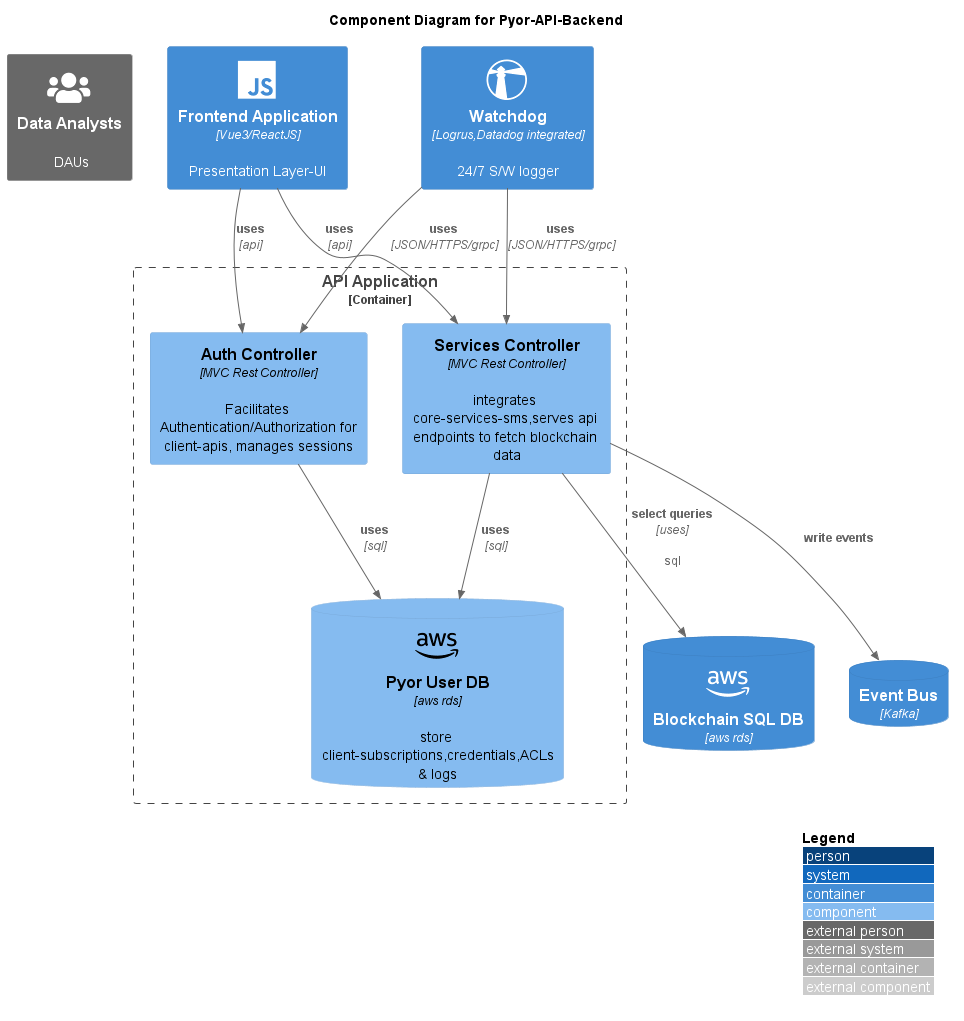 Component Diagram for Pyor-API-Backend
Data Analysts
DAUs
JS
Frontend Application
[Vue3/ReactJS]
Presentation Layer-UI
Watchdog
[Logrus,Datadog integrated]
24/7 S/W logger
uses
[api]
uses
[api]
uses
[JSON/HTTPS/grpc]
uses
[JSON/HTTPS/grpc]
API Application
[Container]
Auth Controller
[MVC Rest Controller]
Facilitates
Authentication/Authorization for
client-apis, manages sessions
Services Controller
[MVC Rest Controller]
integrates
core-services-sms,serves api
endpoints to fetch blockchain
data
uses
[sql]
uses
[sql]
select queries
[uses]
sql
write events
aws
Pyor User DB
[aws rds]
store
client-subscriptions,credentials,ACLs
& logs
aws
Blockchain SQL DB
[aws rds]
Event Bus
[Kafka]
Legend
person
system
container
component
external person
external system
external container
external component